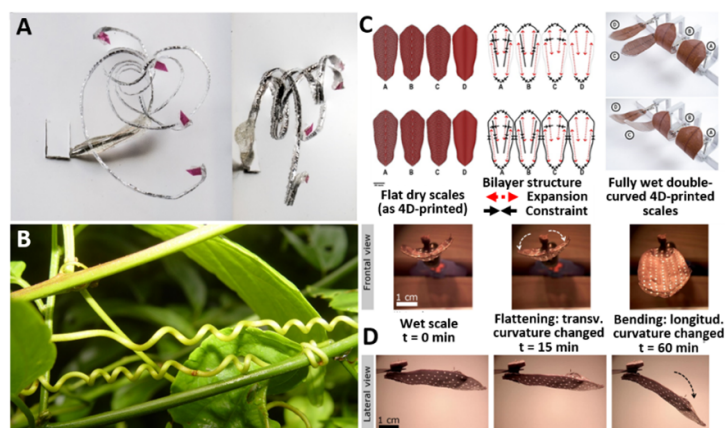 A
B
C
A B C D
A B C D
A B C D
A B C D
D
B
C
A
D
B
C
A
Flat dry scales
(as 4D-printed)
Bilayer structure
Expansion
Constraint
Fully wet double-
curved 4D-printed
scales
Frontal view
1 cm
Wet scale
t = 0 min
Flattening: transv.
curvature changed
t = 15 min
Bending: longitud.
curvature changed
t = 60 min
D
Lateral view
1 cm